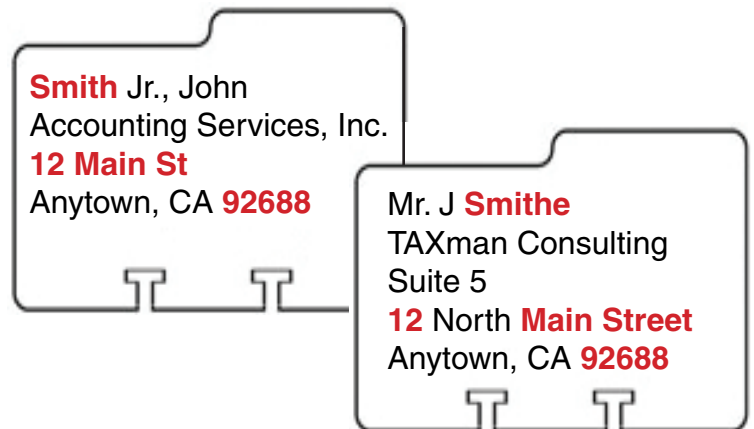 Smith Jr., John
Accounting Services, Inc.
12 Main St
Anytown, CA 92688
Mr. J Smithe
TAXman Consulting
Suite 5
12 North Main Street
Anytown, CA 92688